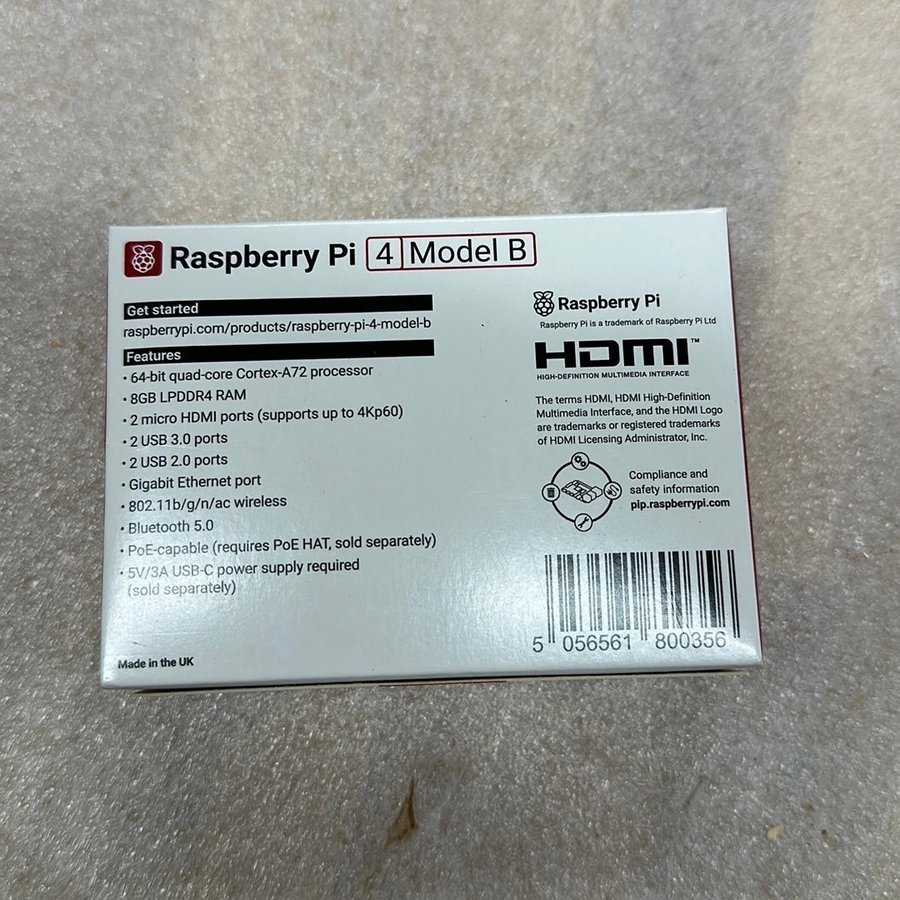 Raspberry Pi 4 Model B
Get started
raspberrypi.com/products/raspberry-pi-4-model-b
Features
• 64-bit quad-core Cortex-A72 processor
• 8GB LPDDR4 RAM
• 2 micro HDMI ports (supports up to 4Kp60)
• 2 USB 3.0 ports
• 2 USB 2.0 ports
• Gigabit Ethernet port
• 802.11b/g/n/ac wireless
• Bluetooth 5.0
• PoE-capable (requires PoE HAT, sold separately)
• 5V/3A USB-C power supply required
(sold separately)
Made in the UK
Raspberry Pi
Raspberry Pi is a trademark of Raspberry Pi Ltd
HDMI™
HIGH-DEFINITION MULTIMEDIA INTERFACE
The terms HDMI, HDMI High-Definition
Multimedia Interface, and the HDMI Logo
are trademarks or registered trademarks
of HDMI Licensing Administrator, Inc.
Compliance and
safety information
pip.raspberrypi.com
5 056561 800356